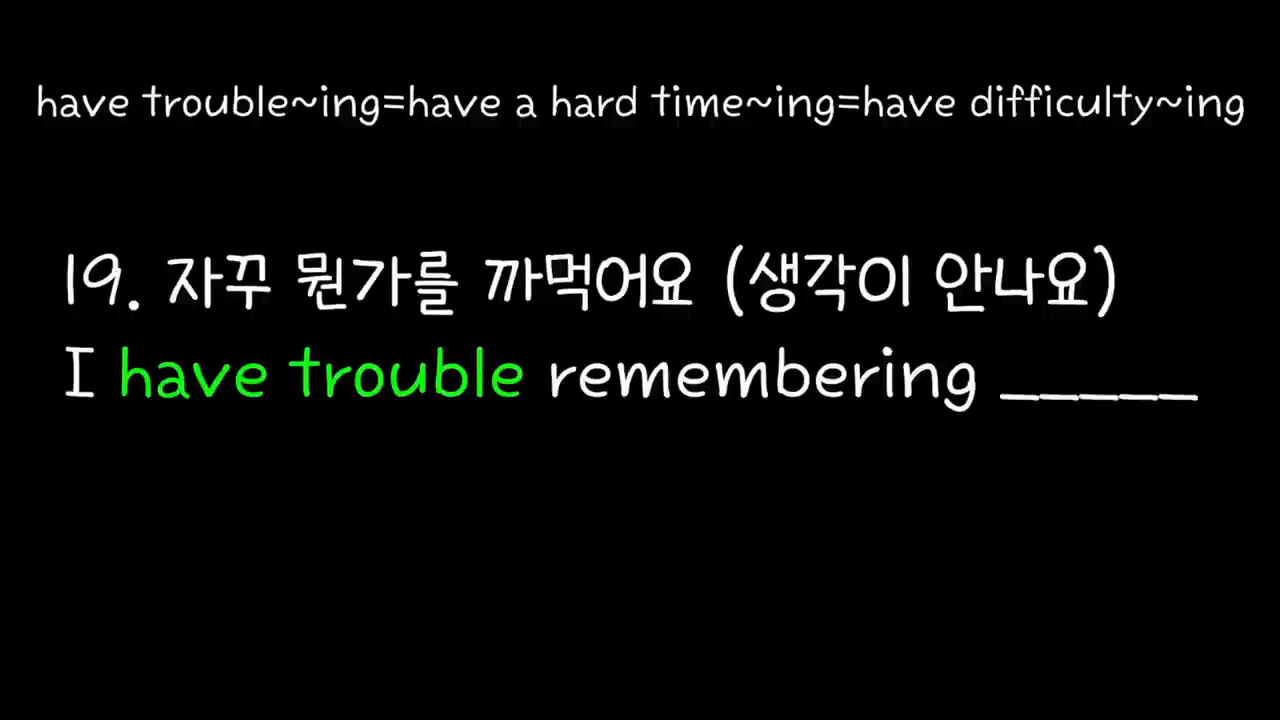 have trouble~ing=have a hard time~ing=have difficulty~ing
19. 자꾸 뭔가를 까먹어요 (생각이 안나요)
I have trouble remembering _____